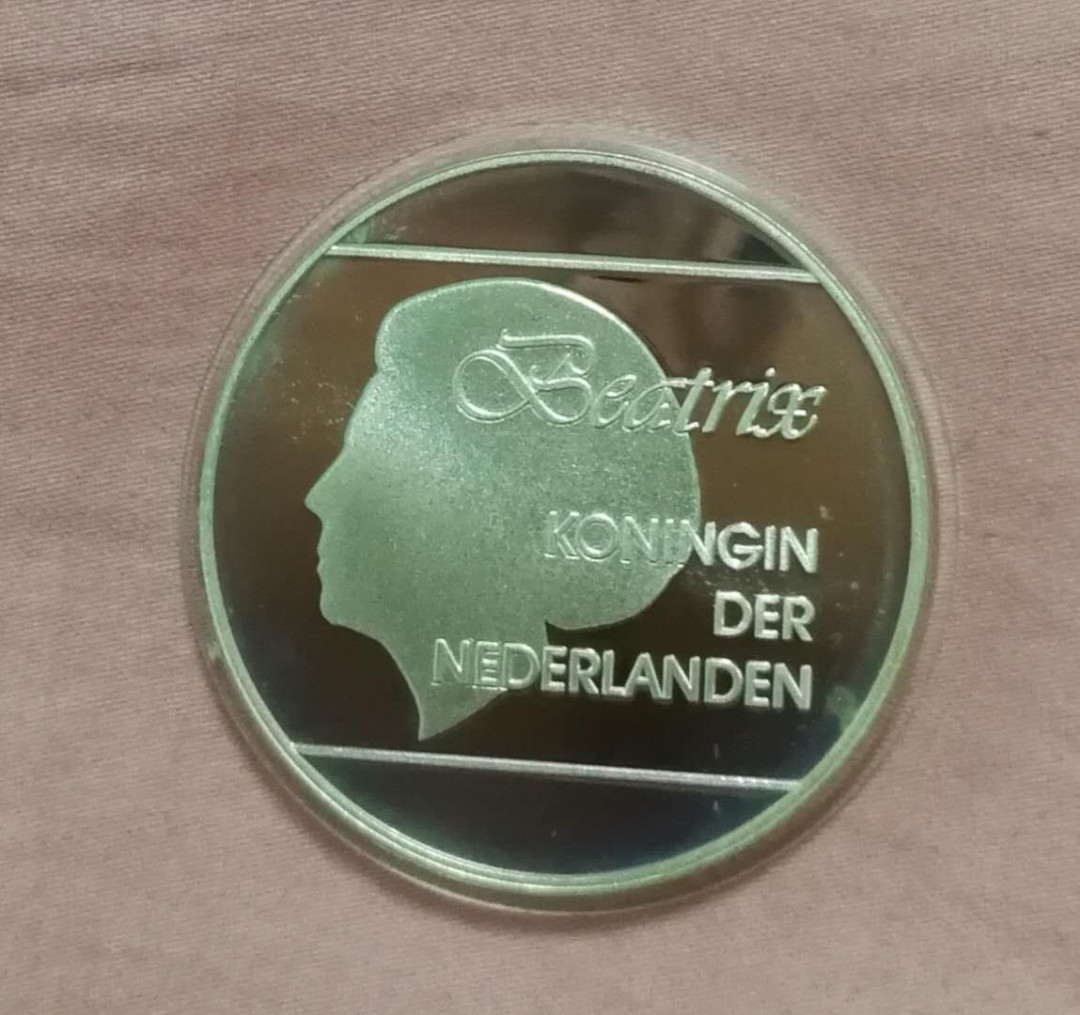 Beatrix
KONINGIN
DER
NEDERLANDEN